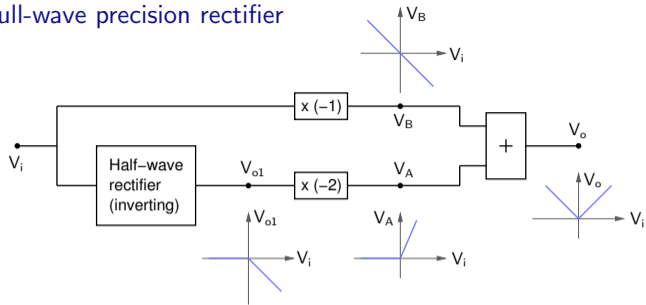 ull-wave precision rectifier
V_B
V_i
x (−1)
V_B
V_i
Half−wave
rectifier
(inverting)
V_o1
x (−2)
V_A
+
V_o
V_o1
V_i
V_A
V_i
V_o
V_i